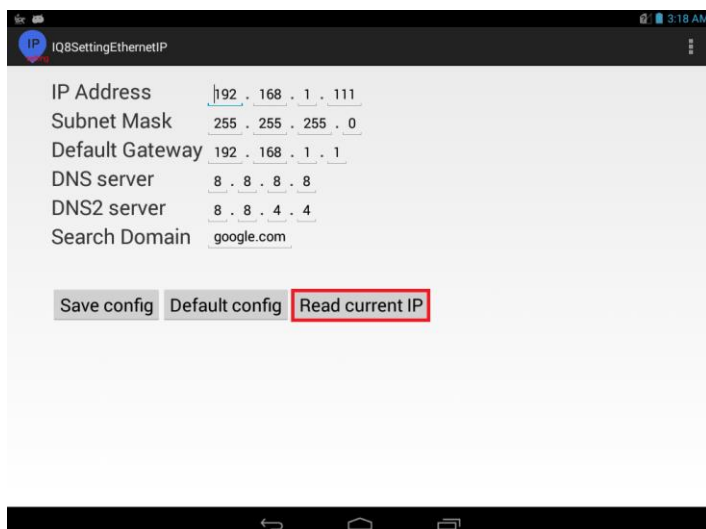 3:18 AM
IP IQ8SettingEthernetIP
IP Address 192 . 168 . 1 . 111
Subnet Mask 255 . 255 . 255 . 0
Default Gateway 192 . 168 . 1 . 1
DNS server 8 . 8 . 8 . 8
DNS2 server 8 . 8 . 4 . 4
Search Domain google.com
Save config Default config Read current IP